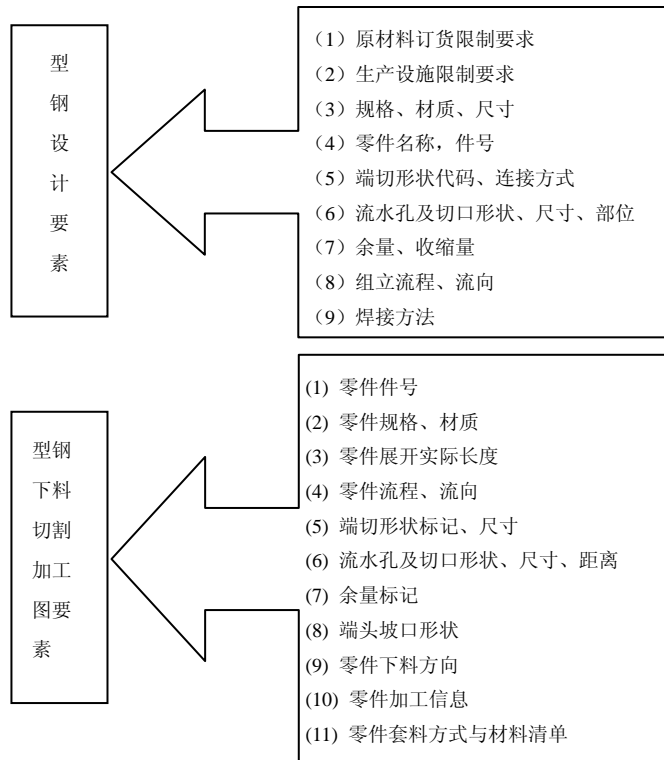 型
钢
设
计
要
素
（1）原材料订货限制要求
（2）生产设施限制要求
（3）规格、材质、尺寸
（4）零件名称，件号
（5）端切形状代码、连接方式
（6）流水孔及切口形状、尺寸、部位
（7）余量、收缩量
（8）组立流程、流向
（9）焊接方法
型钢
下料
切割
加工
图要
素
(1) 零件件号
(2) 零件规格、材质
(3) 零件展开实际长度
(4) 零件流程、流向
(5) 端切形状标记、尺寸
(6) 流水孔及切口形状、尺寸、距离
(7) 余量标记
(8) 端头坡口形状
(9) 零件下料方向
(10) 零件加工信息
(11) 零件套料方式与材料清单